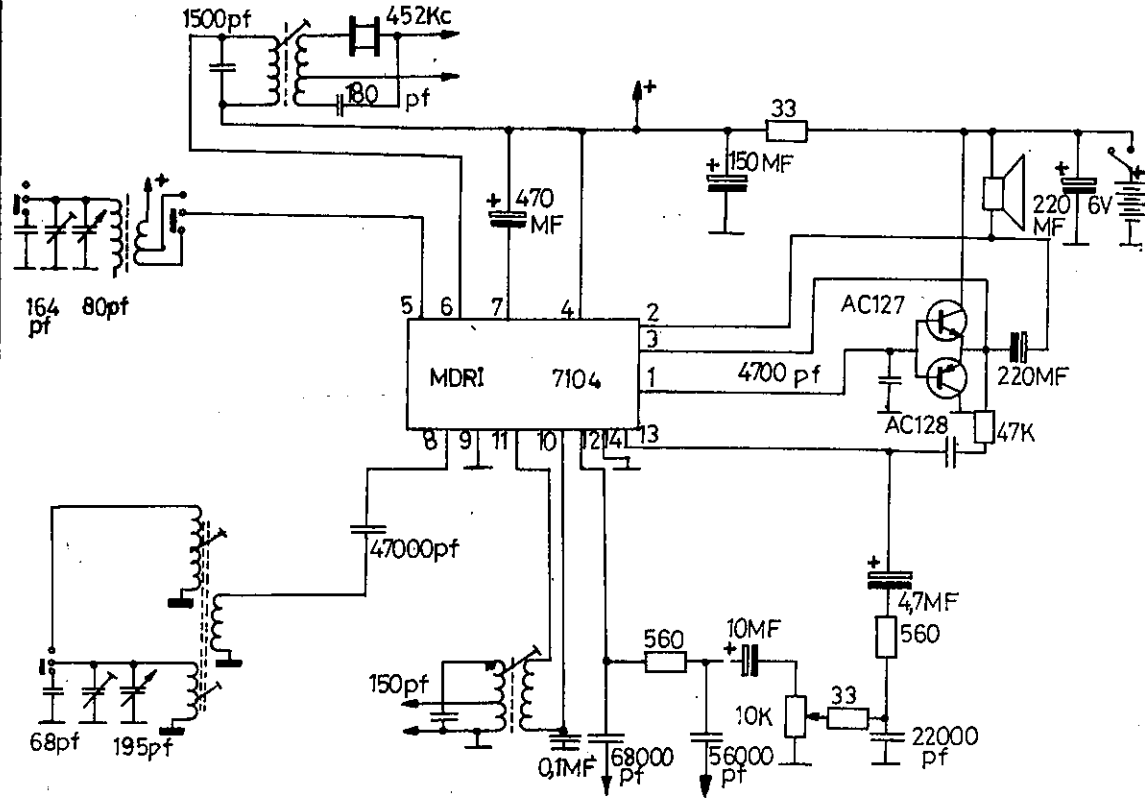 1500pf
452Kc
180 pf
+
33
+
150MF
+
470
MF
+
220
MF
+
6V
+
+
164
pf
80pf
5
6
7
4
2
3
1
AC127
MDRI 7104
4700 pf
220MF
AC128
47K
8
9
11
10
12
14
13
47000pf
+
4,7MF
560
560
10MF
+
150pf
10K
33
68pf
195pf
0,1MF
68000
pf
56000
pf
22000
pf